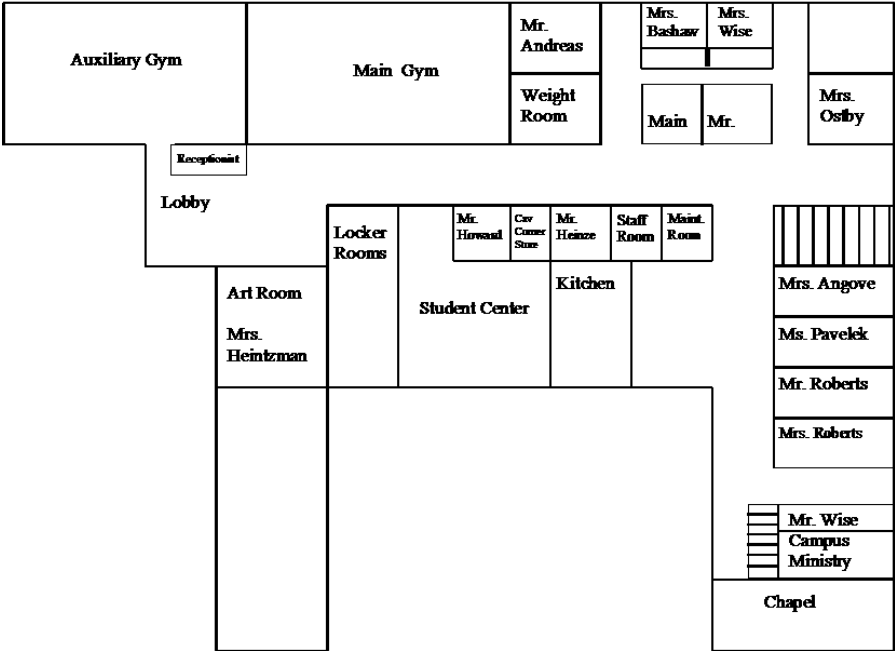 Auxiliary Gym
Main Gym
Mr.
Andreas
Weight
Room
Mrs.
Bashaw
Mrs.
Wise
Main
Mr.
Mrs.
Ostby
Receptionist
Lobby
Locker
Rooms
Mr.
Howard
Cav
Corner
Store
Mr.
Heinze
Staff
Room
Maint.
Room
Art Room
Mrs.
Heintzman
Student Center
Kitchen
Mrs. Angove
Ms. Pavelek
Mr. Roberts
Mrs. Roberts
Mr. Wise
Campus
Ministry
Chapel